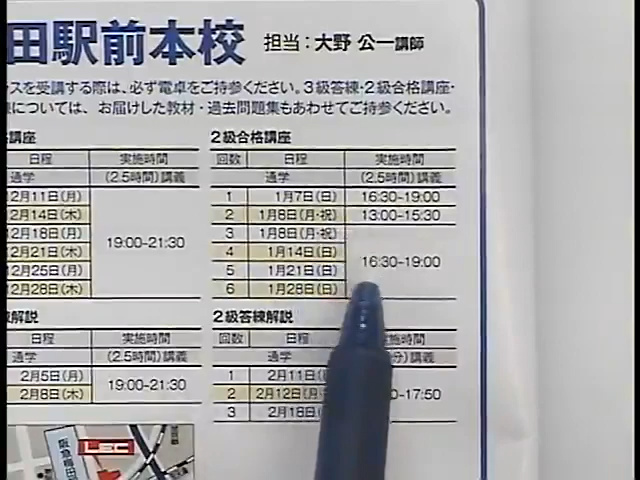 田駅前本校 担当：大野 公一講師
スを受講する際は、必ず電卓をご持参ください。3級答練・2級合格講座・
については、お届けした教材・過去問題集もあわせてご持参ください。
講座
日程 実施時間
通学 (2.5時間)講義
2月11日(月)
2月14日(木)
2月18日(月)
2月21日(木)
2月25日(月)
2月28日(木)
19:00-21:30
2級合格講座
回数 日程 実施時間
通学 (2.5時間)講義
1 1月7日(日) 16:30-19:00
2 1月8日(月・祝) 13:00-15:30
3 1月8日(月・祝)
4 1月14日(日)
5 1月21日(日)
6 1月28日(日)
16:30-19:00
解説
日程 実施時間
通学 (2.5時間)講義
2月5日(月)
2月8日(木)
19:00-21:30
2級答練解説
回数 日程 時間
通学 分)講義
1 2月11日(
2 2月12日(月 0-17:50
3 2月18日(
阪急梅田
LEC